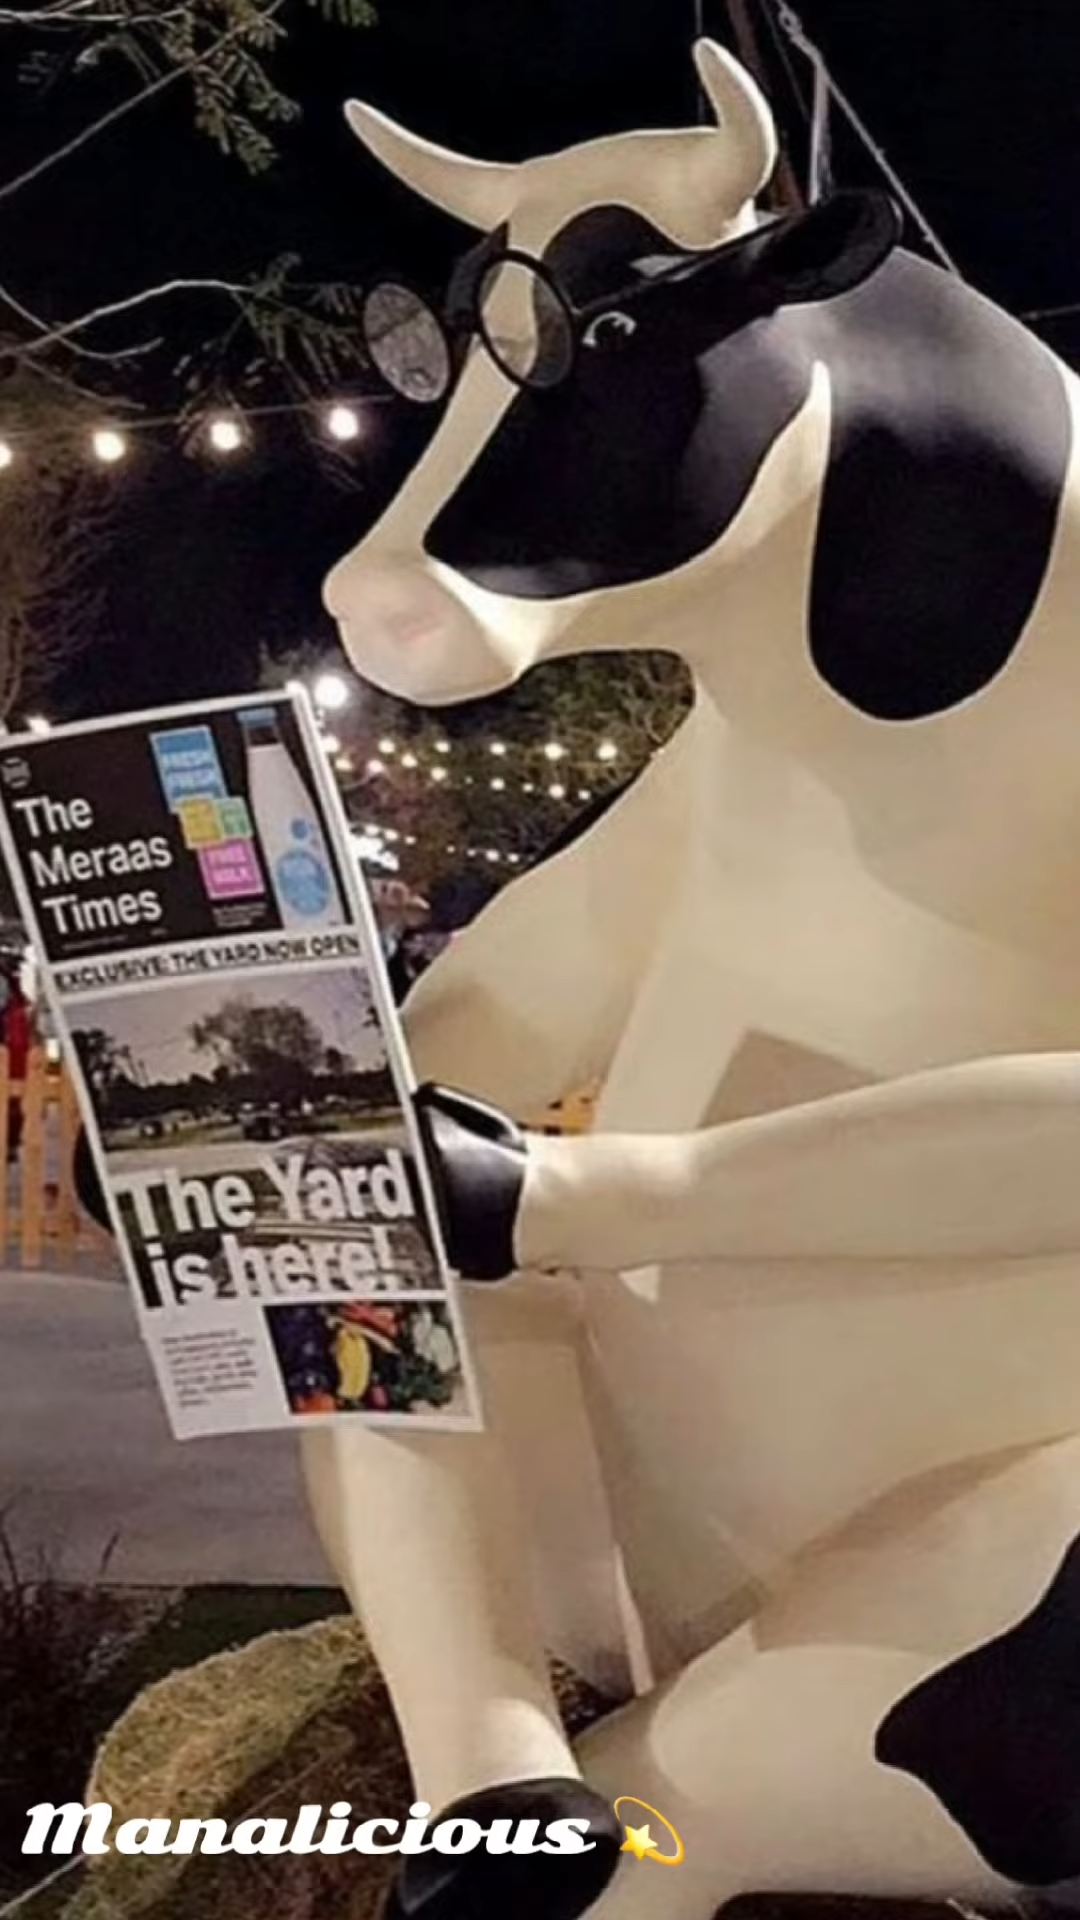 The
Meraas
Times
FRESH
FRESH
FREE
MILK
EXCLUSIVE: THE YARD NOW OPEN
The Yard
is here!
Manalicious 💫